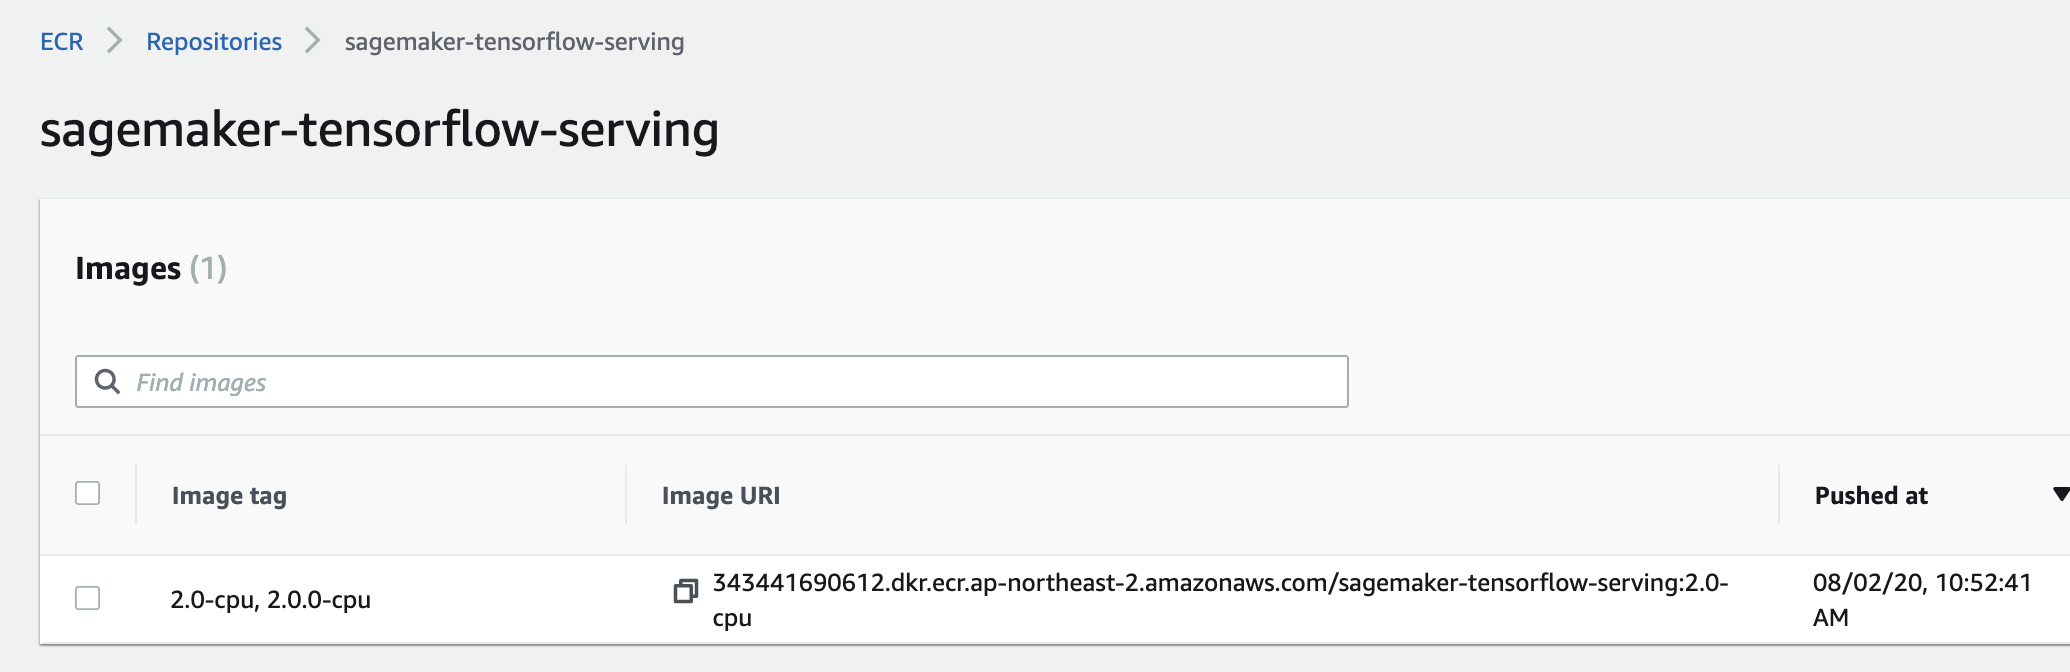 ECR > Repositories > sagemaker-tensorflow-serving
sagemaker-tensorflow-serving
Images (1)
Find images
Image tag Image URI Pushed at
2.0-cpu, 2.0.0-cpu 343441690612.dkr.ecr.ap-northeast-2.amazonaws.com/sagemaker-tensorflow-serving:2.0- 08/02/20, 10:52:41
cpu AM